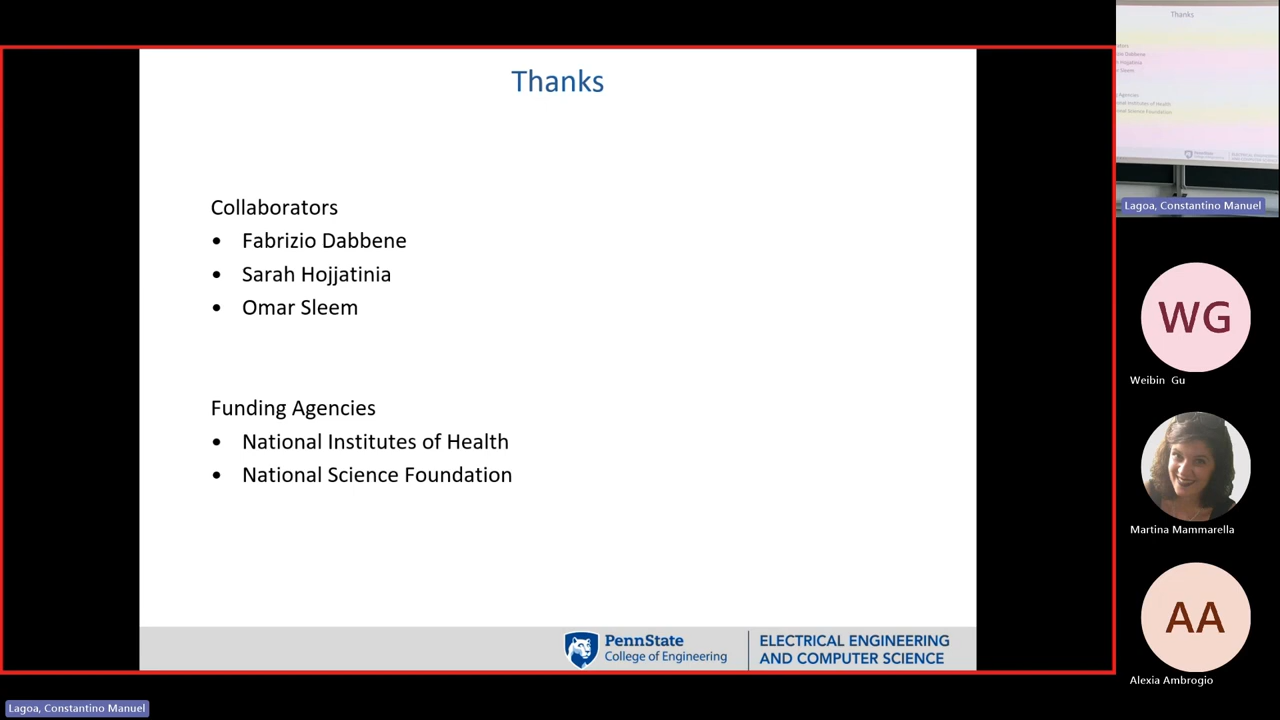 Thanks
Collaborators
• Fabrizio Dabbene
• Sarah Hojjatinia
• Omar Sleem
Funding Agencies
• National Institutes of Health
• National Science Foundation
PennState
College of Engineering
ELECTRICAL ENGINEERING
AND COMPUTER SCIENCE
Lagoa, Constantino Manuel
Thanks
Lagoa, Constantino Manuel
WG
Weibin Gu
Martina Mammarella
AA
Alexia Ambrogio